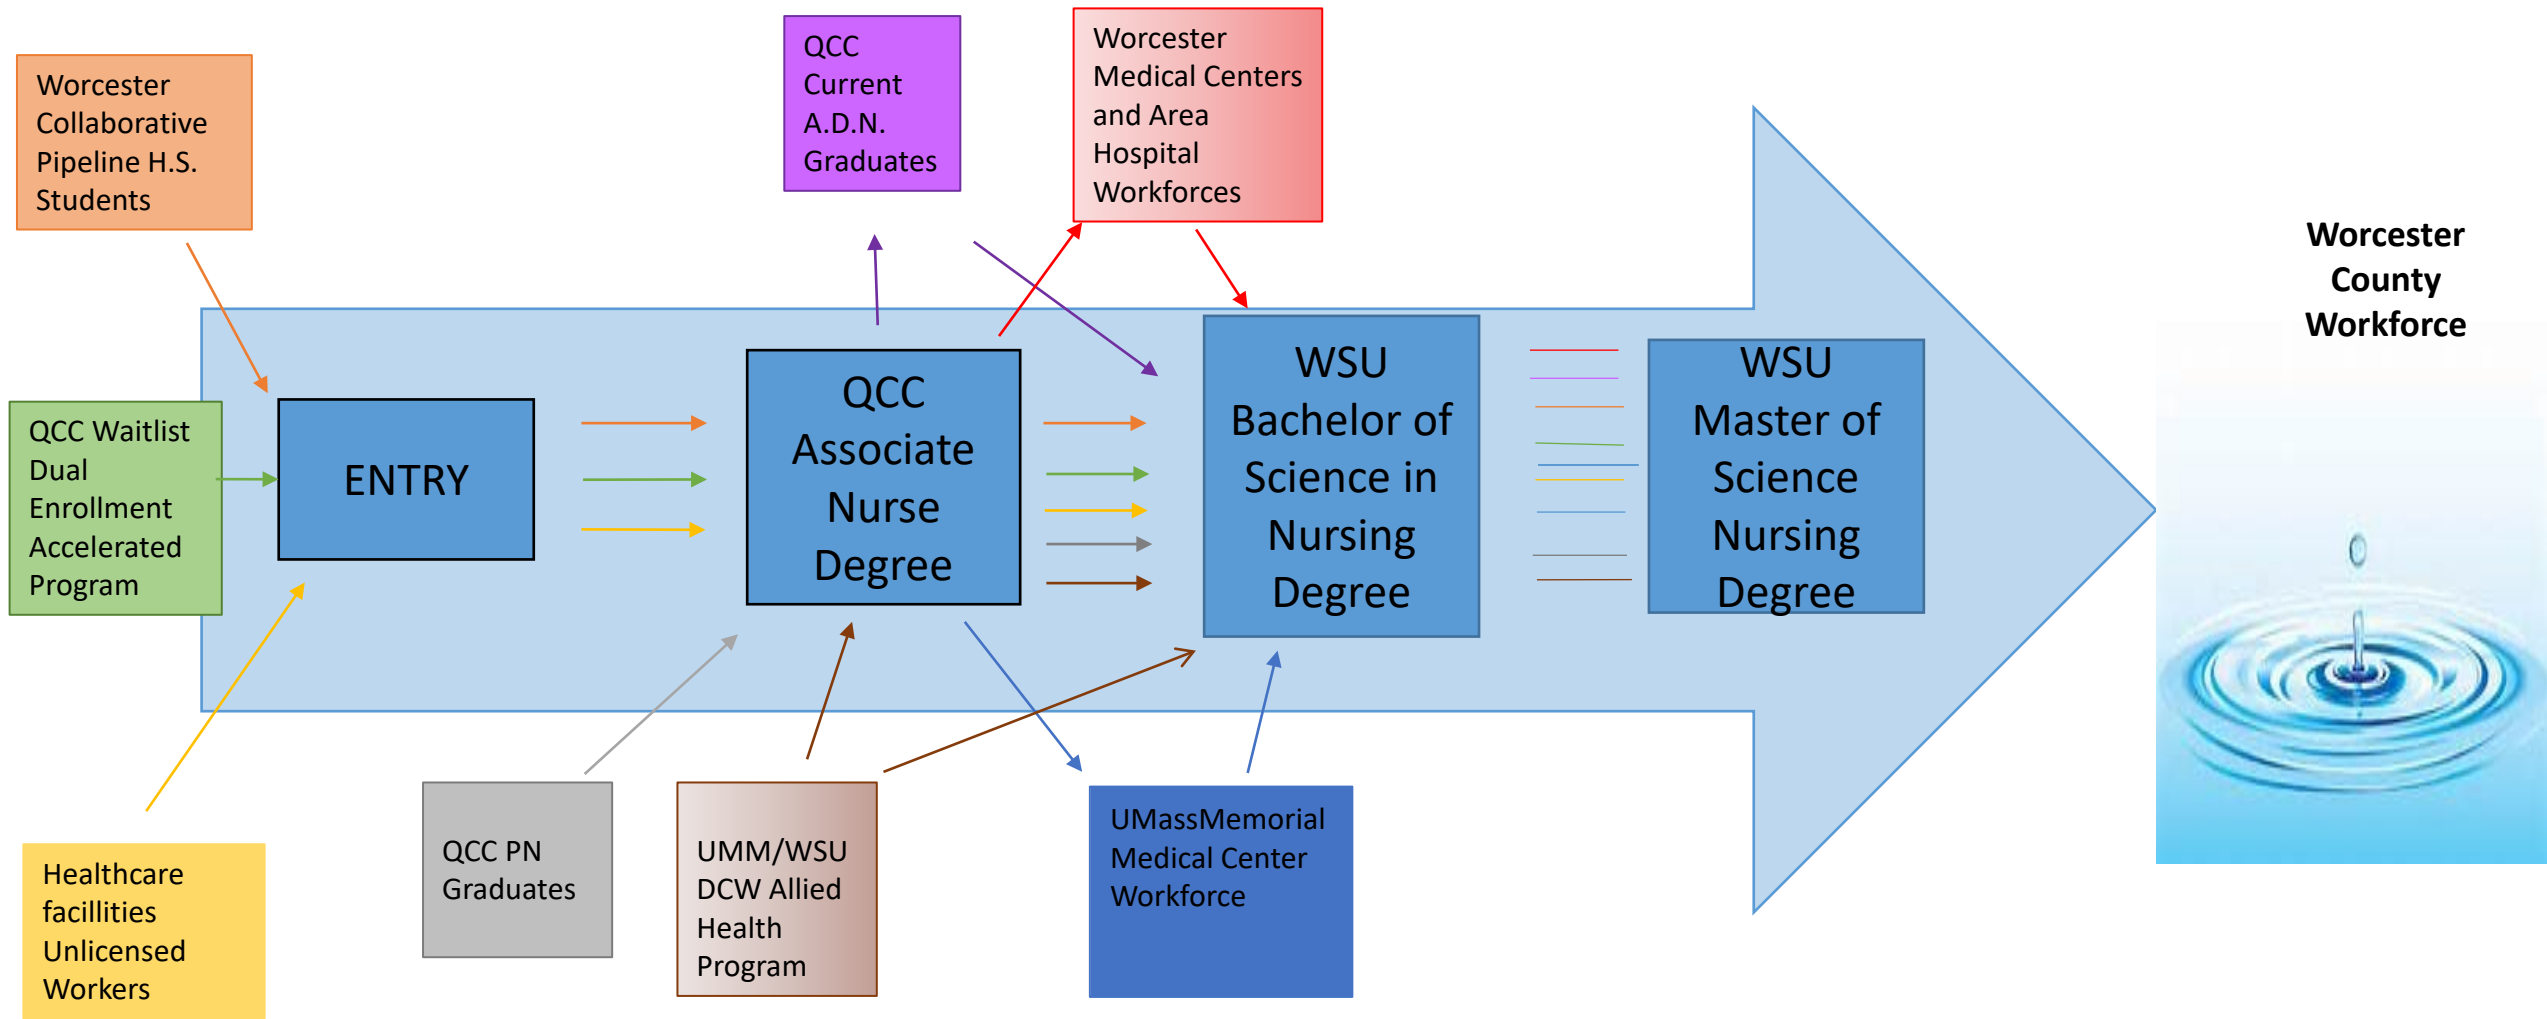 Worcester
Collaborative
Pipeline H.S.
Students
QCC
Current
A.D.N.
Graduates
Worcester
Medical Centers
and Area
Hospital
Workforces
Worcester
County
Workforce
QCC Waitlist
Dual
Enrollment
Accelerated
Program
ENTRY
QCC
Associate
Nurse
Degree
WSU
Bachelor of
Science in
Nursing
Degree
WSU
Master of
Science
Nursing
Degree
Healthcare
facillities
Unlicensed
Workers
QCC PN
Graduates
UMM/WSU
DCW Allied
Health
Program
UMassMemorial
Medical Center
Workforce